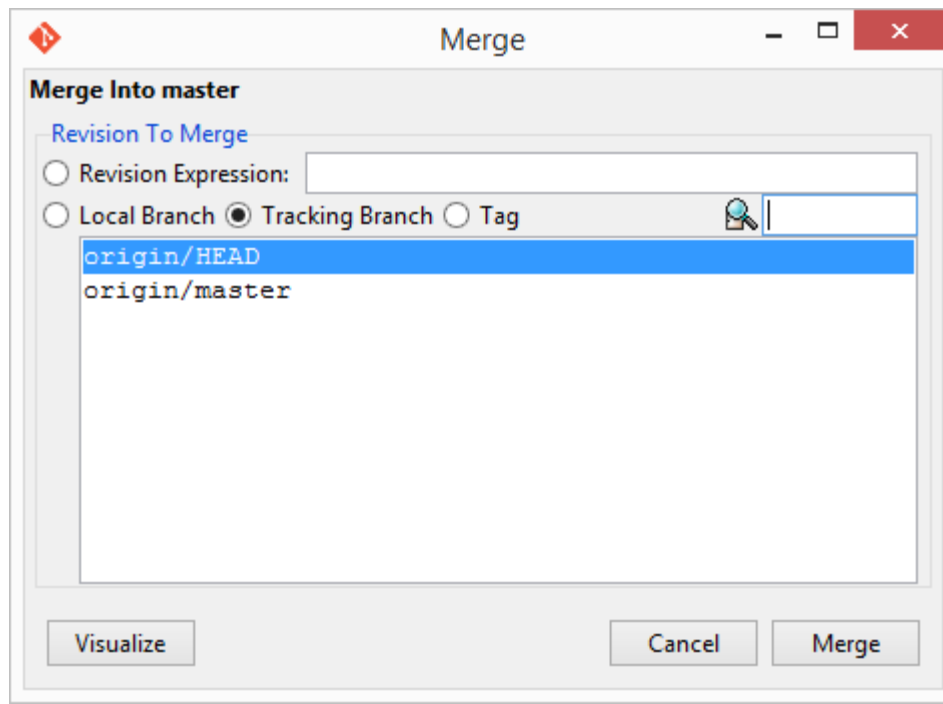 Merge
Merge Into master
Revision To Merge
Revision Expression:
Local Branch Tracking Branch Tag
origin/HEAD
origin/master
Visualize Cancel Merge